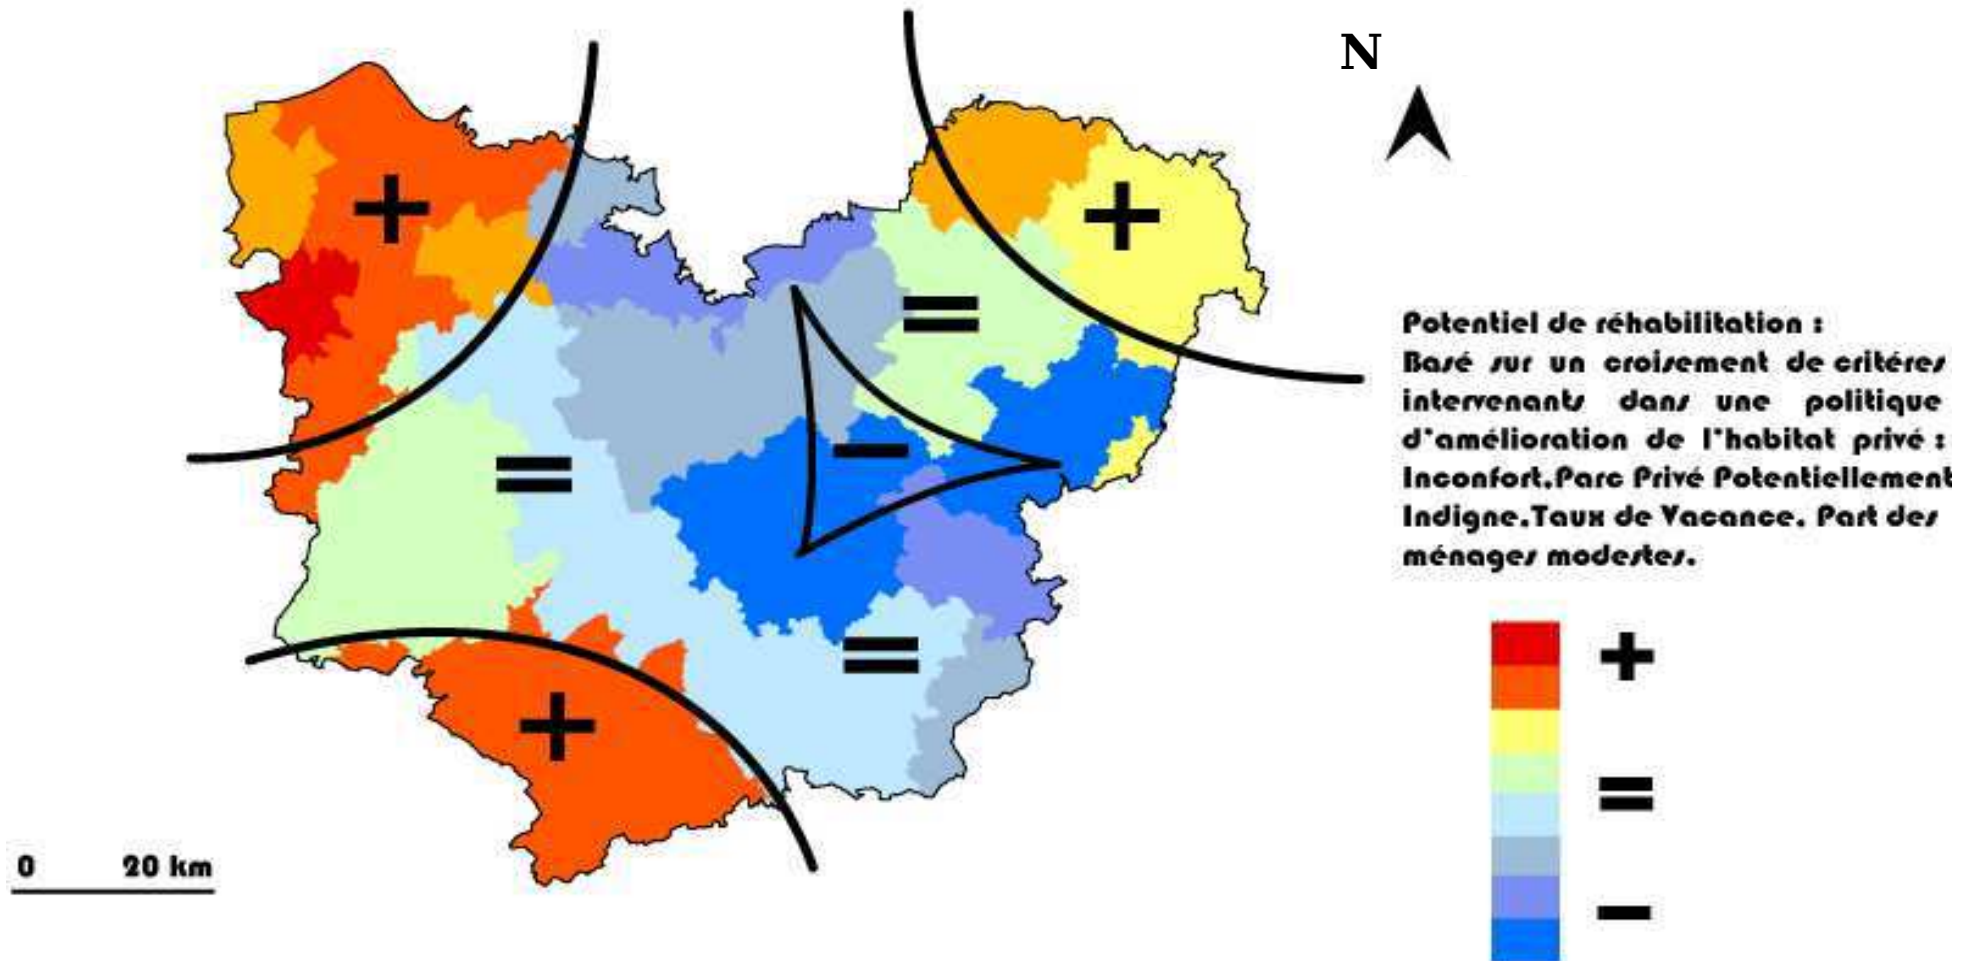 N
Potentiel de réhabilitation :
Basé sur un croisement de critéres
intervenants dans une politique
d'amélioration de l'habitat privé :
Inconfort,Parc Privé Potentiellement
Indigne,Taux de Vacance, Part des
ménages modestes.
+
+
=
=
−
=
+
+
=
−
0 20 km